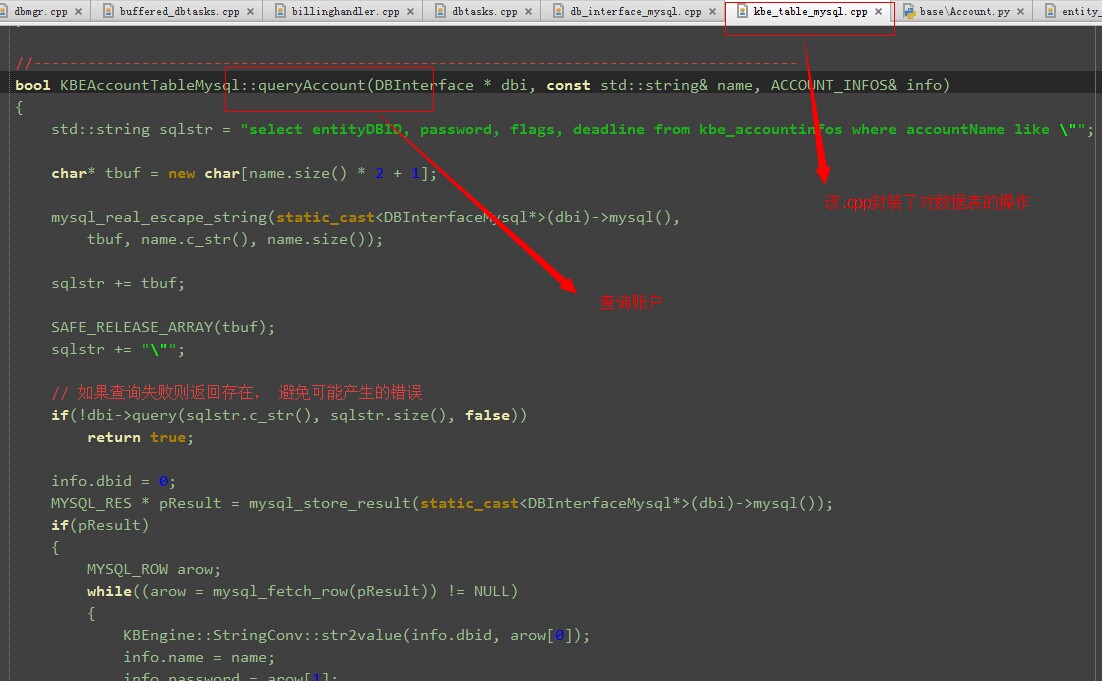 dbmgr.cpp × buffered_dbtasks.cpp × billinghandler.cpp × dbtasks.cpp × db_interface_mysql.cpp × kbe_table_mysql.cpp × base\Account.py × entity_
//-------------------------------------------------------------------------------------
bool KBEAccountTableMysql::queryAccount(DBInterface * dbi, const std::string& name, ACCOUNT_INFOS& info)
{
std::string sqlstr = "select entityDBID, password, flags, deadline from kbe_accountinfos where accountName like \"";
char* tbuf = new char[name.size() * 2 + 1];
该.cpp封装了对数据表的操作
mysql_real_escape_string(static_cast<DBInterfaceMysql*>(dbi)->mysql(),
tbuf, name.c_str(), name.size());
sqlstr += tbuf;
查询账户
SAFE_RELEASE_ARRAY(tbuf);
sqlstr += "\"";
// 如果查询失败则返回存在， 避免可能产生的错误
if(!dbi->query(sqlstr.c_str(), sqlstr.size(), false))
return true;
info.dbid = 0;
MYSQL_RES * pResult = mysql_store_result(static_cast<DBInterfaceMysql*>(dbi)->mysql());
if(pResult)
{
MYSQL_ROW arow;
while((arow = mysql_fetch_row(pResult)) != NULL)
{
KBEngine::StringConv::str2value(info.dbid, arow[0]);
info.name = name;
info.password = arow[1];